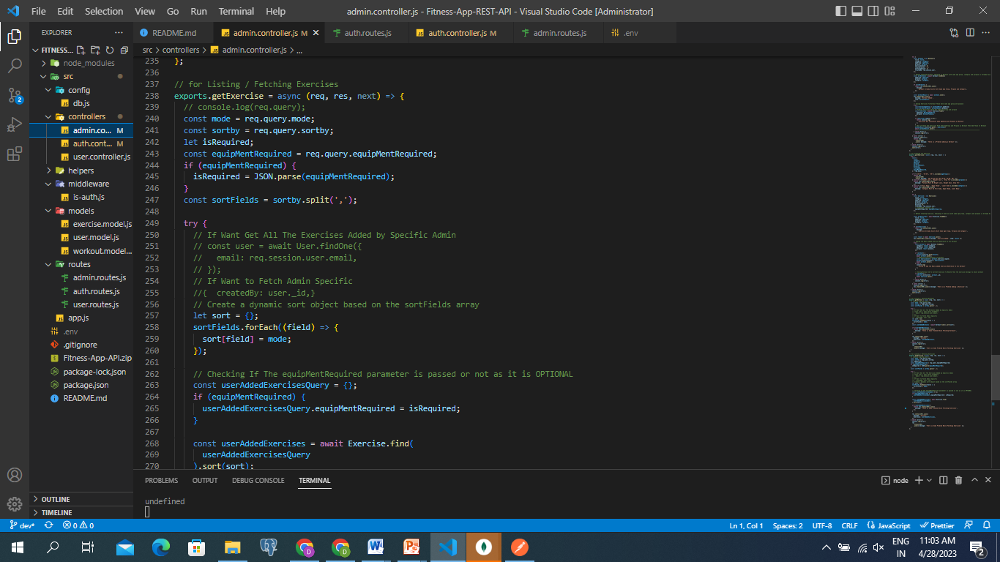 File Edit Selection View Go Run Terminal Help
admin.controller.js - Fitness-App-REST-API - Visual Studio Code [Administrator]
EXPLORER
README.md
admin.controller.js M
auth.routes.js
auth.controller.js M
admin.routes.js
.env
FITNESS...
src > controllers > admin.controller.js > ...
node_modules
src
config
db.js
controllers
admin.co... M
auth.cont... M
user.controller.js
helpers
middleware
is-auth.js
models
exercise.model.js
user.model.js
workout.model...
routes
admin.routes.js
auth.routes.js
user.routes.js
app.js
.env
.gitignore
Fitness-App-API.zip
package-lock.json
package.json
README.md
OUTLINE
TIMELINE
2
235 };
236
237 // for Listing / Fetching Exercises
238 exports.getExercise = async (req, res, next) => {
239 // console.log(req.query);
240 const mode = req.query.mode;
241 const sortby = req.query.sortby;
242 let isRequired;
243 const equipMentRequired = req.query.equipMentRequired;
244 if (equipMentRequired) {
245 isRequired = JSON.parse(equipMentRequired);
246 }
247 const sortFields = sortby.split(',');
248
249 try {
250 // If Want Get All The Exercises Added by Specific Admin
251 // const user = await User.findOne({
252 // email: req.session.user.email,
253 // });
254 // If Want to Fetch Admin Specific
255 //{ createdBy: user._id,}
256 // Create a dynamic sort object based on the sortFields array
257 let sort = {};
258 sortFields.forEach((field) => {
259 sort[field] = mode;
260 });
261
262 // Checking If The equipMentRequired parameter is passed or not as it is OPTIONAL
263 const userAddedExercisesQuery = {};
264 if (equipMentRequired) {
265 userAddedExercisesQuery.equipMentRequired = isRequired;
266 }
267
268 const userAddedExercises = await Exercise.find(
269 userAddedExercisesQuery
270 ).sort(sort);
PROBLEMS OUTPUT DEBUG CONSOLE TERMINAL
node
undefined
dev* 0 0
Ln 1, Col 1 Spaces: 2 UTF-8 CRLF JavaScript Prettier
ENG
IN
11:03 AM
4/28/2023
2